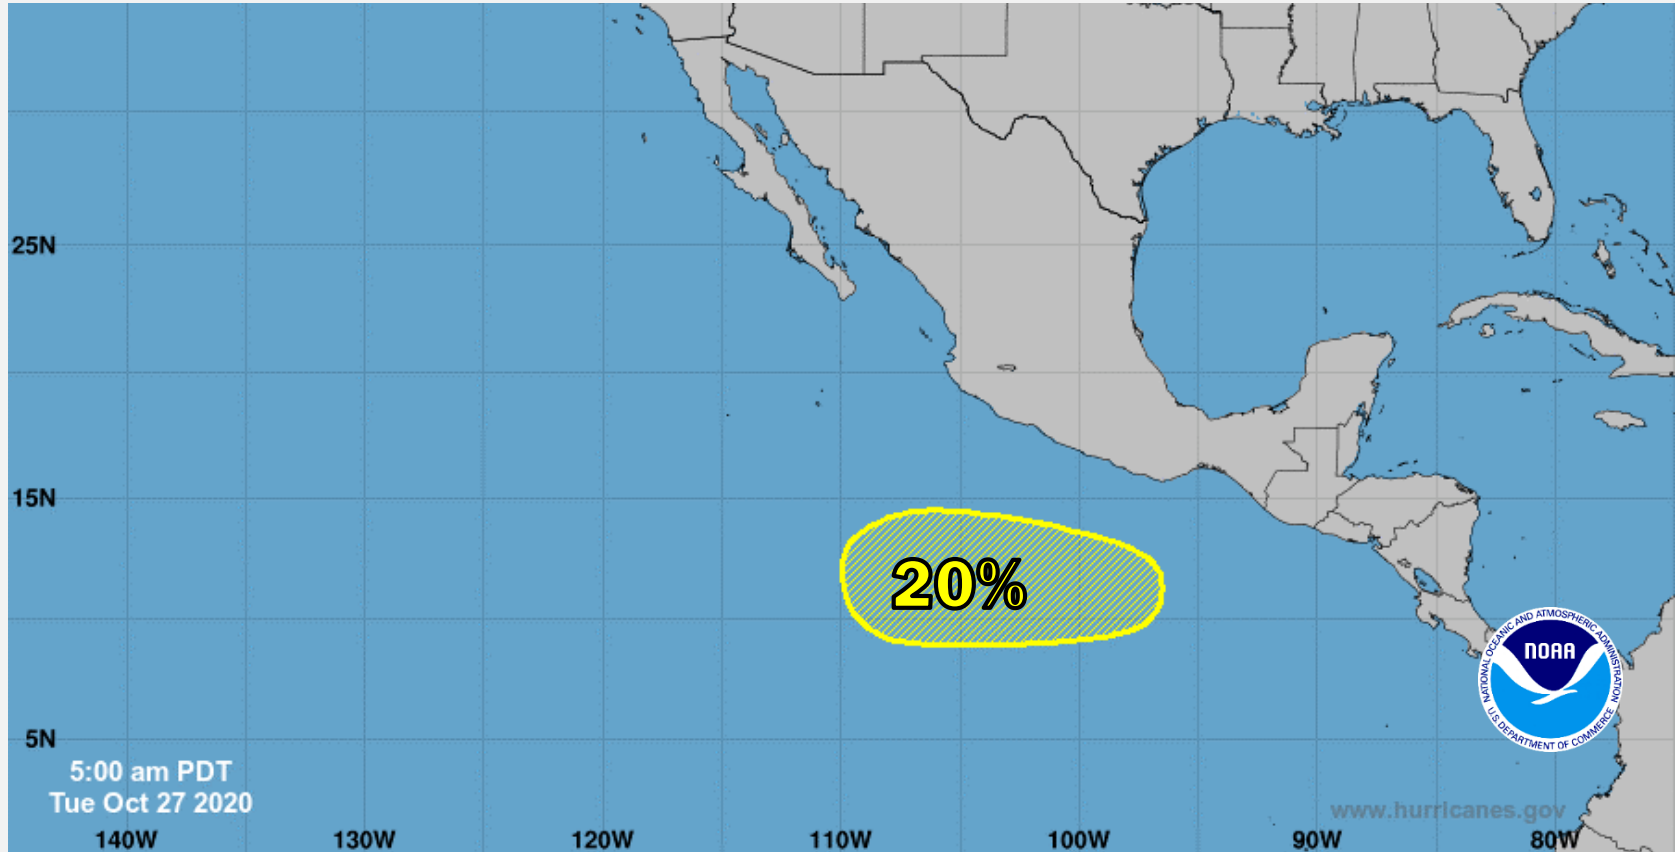 25N
15N
20%
NOAA
NATIONAL OCEANIC AND ATMOSPHERIC ADMINISTRATION
U.S. DEPARTMENT OF COMMERCE
5N
5:00 am PDT
Tue Oct 27 2020
www.hurricanes.gov
140W 130W 120W 110W 100W 90W 80W